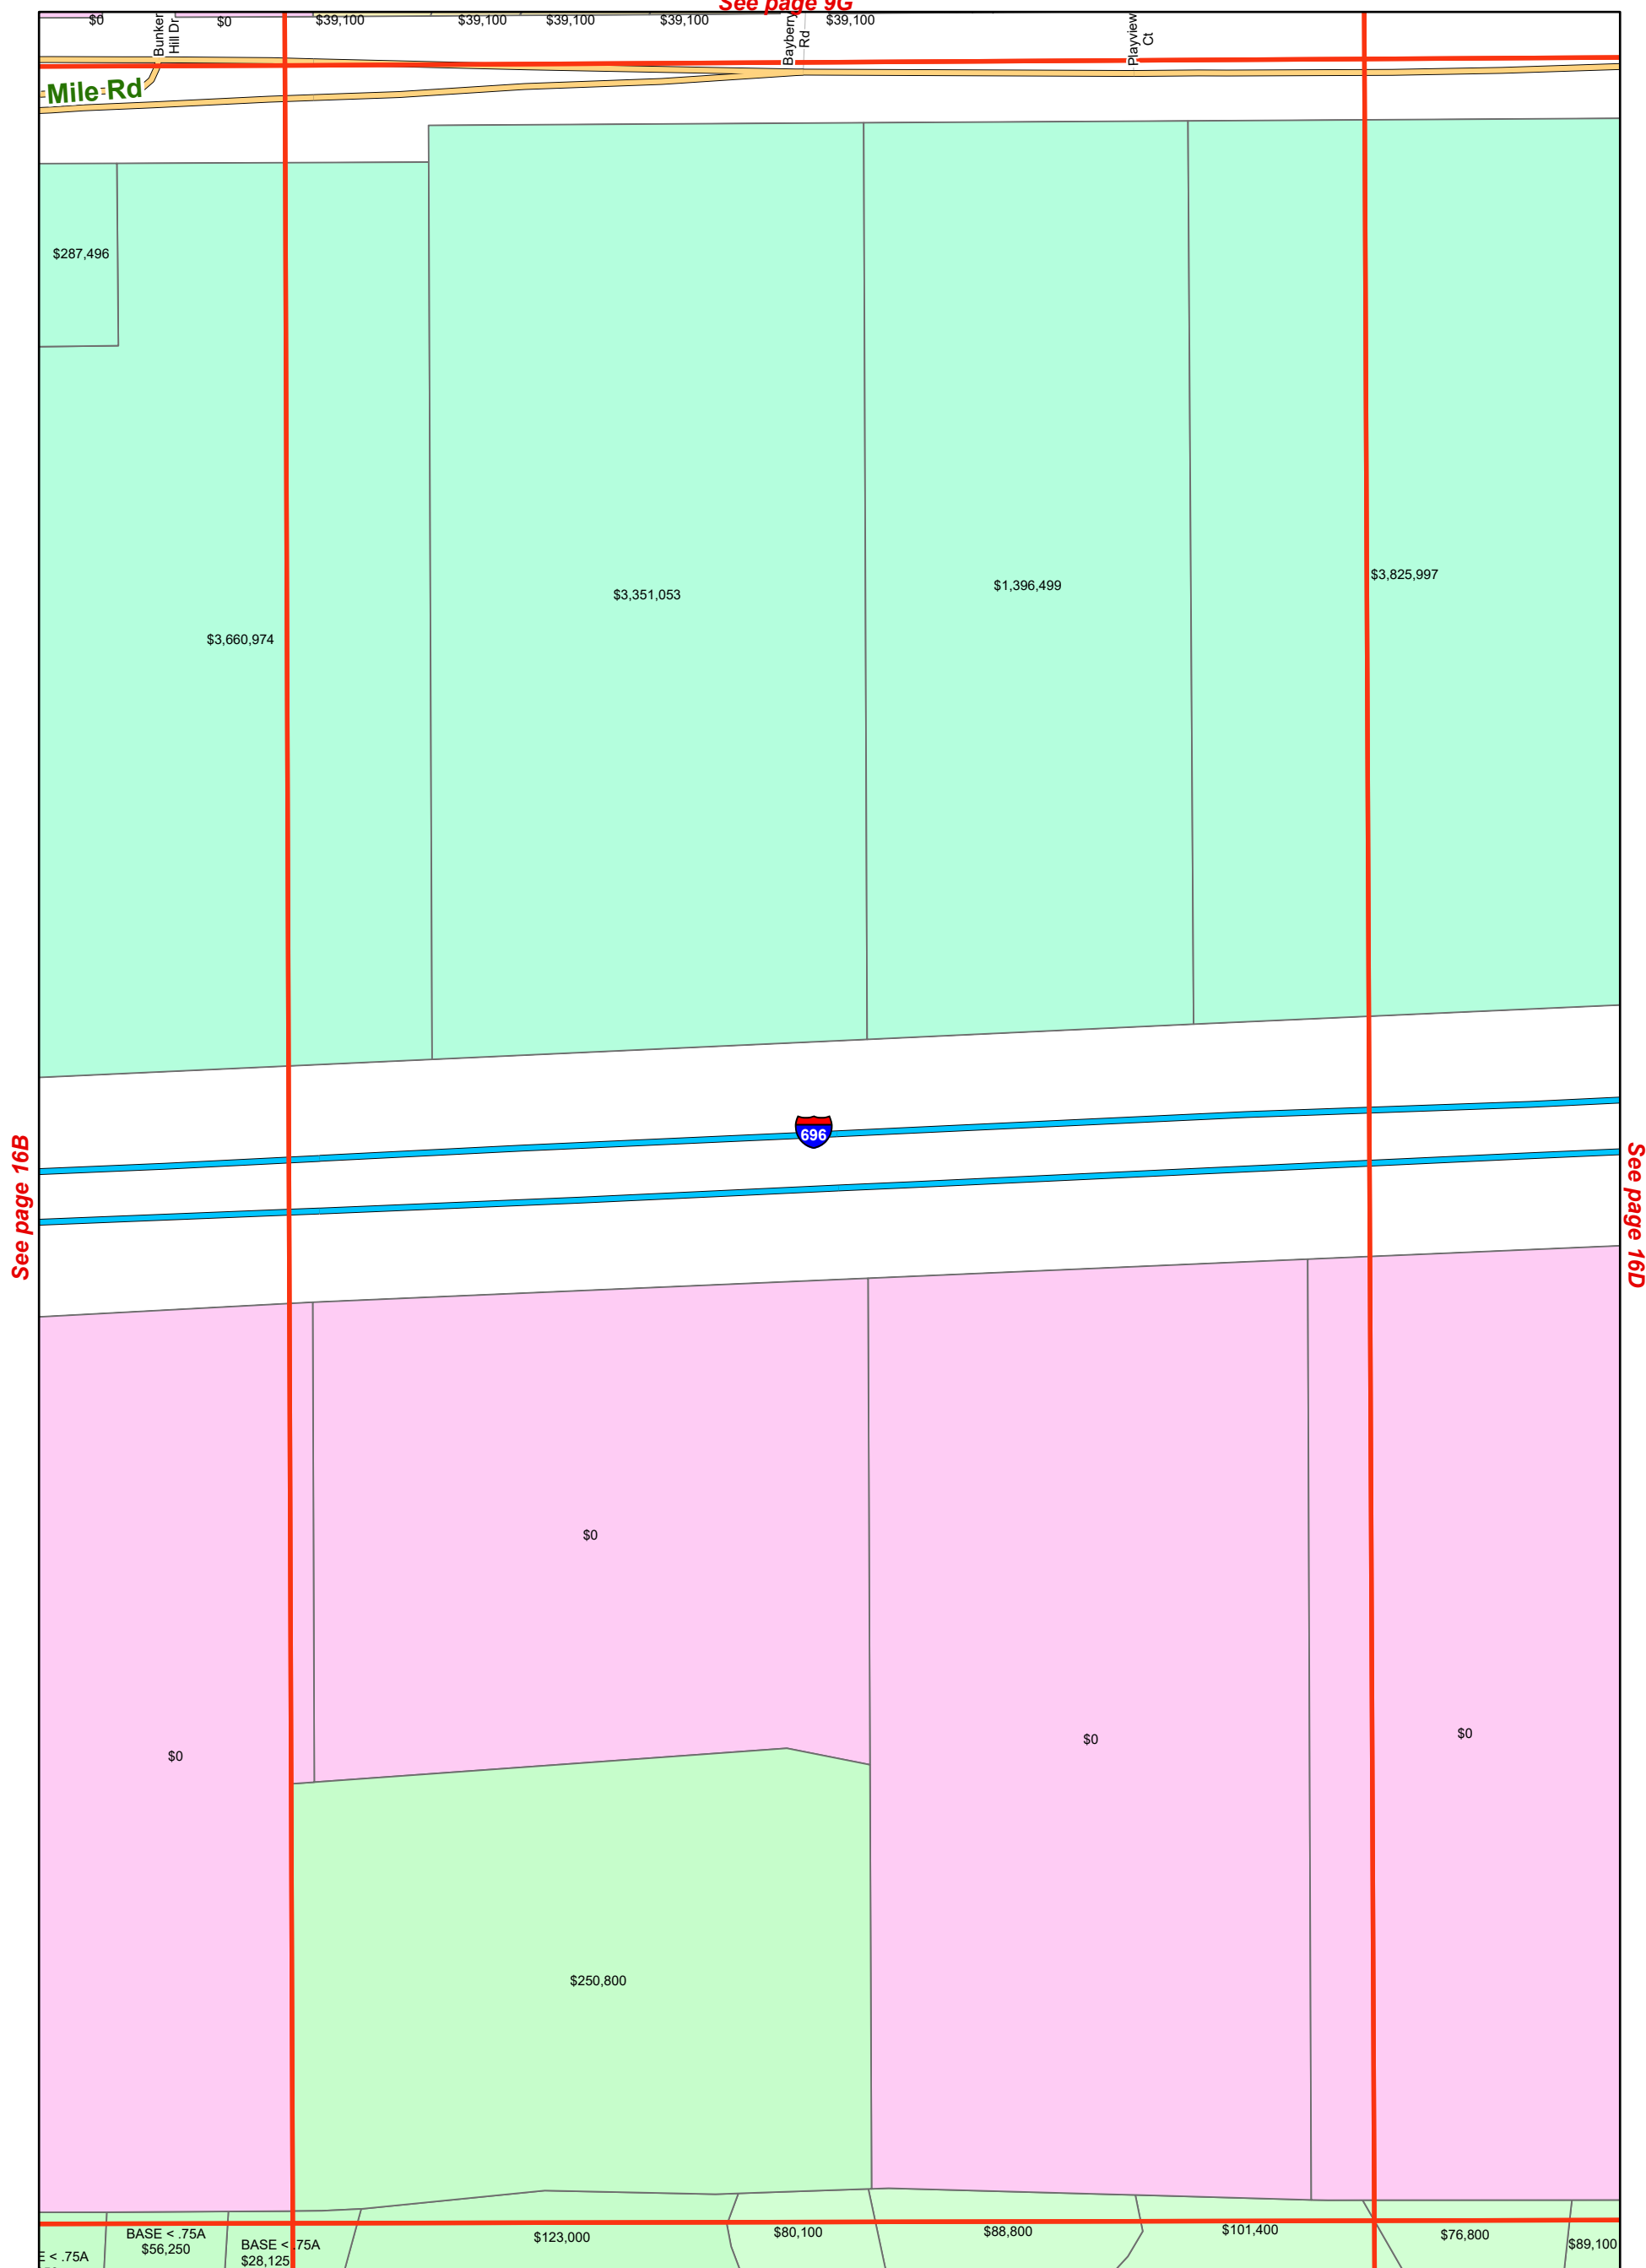 See page 9G
$0
$0
$39,100
$39,100
$39,100
$39,100
$39,100
Bunker
Hill Dr
Bayberry
Rd
Playview
Ct
Mile Rd
$287,496
$3,825,997
$1,396,499
$3,351,053
$3,660,974
696
See page 16B
See page 16D
$0
$0
$0
$0
$250,800
BASE < .75A
$56,250
BASE < .75A
$28,125
E < .75A
$123,000
$80,100
$88,800
$101,400
$76,800
$89,100